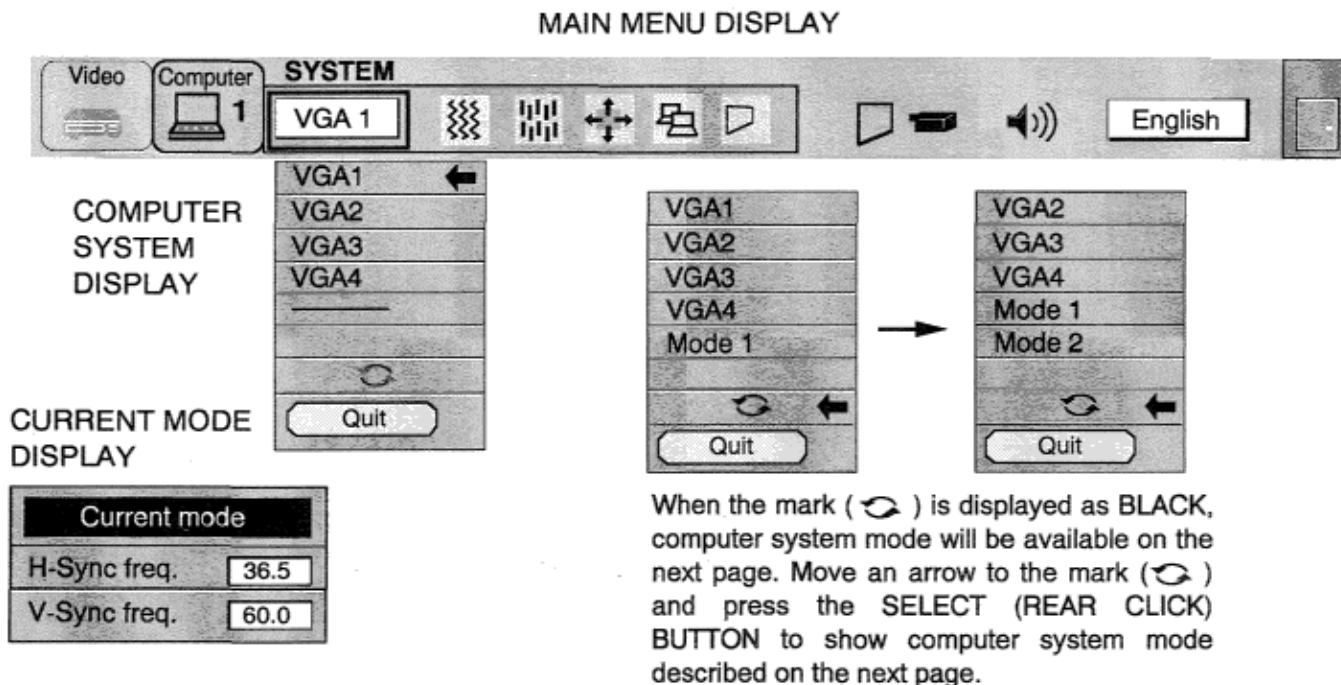 MAIN MENU DISPLAY
Video
Computer
1
SYSTEM
VGA 1
English
COMPUTER
SYSTEM
DISPLAY
VGA1
VGA2
VGA3
VGA4
Quit
VGA1
VGA2
VGA3
VGA4
Mode 1
Quit
VGA2
VGA3
VGA4
Mode 1
Mode 2
Quit
CURRENT MODE
DISPLAY
Current mode
H-Sync freq. 36.5
V-Sync freq. 60.0
When the mark ( ) is displayed as BLACK,
computer system mode will be available on the
next page. Move an arrow to the mark ( )
and press the SELECT (REAR CLICK)
BUTTON to show computer system mode
described on the next page.